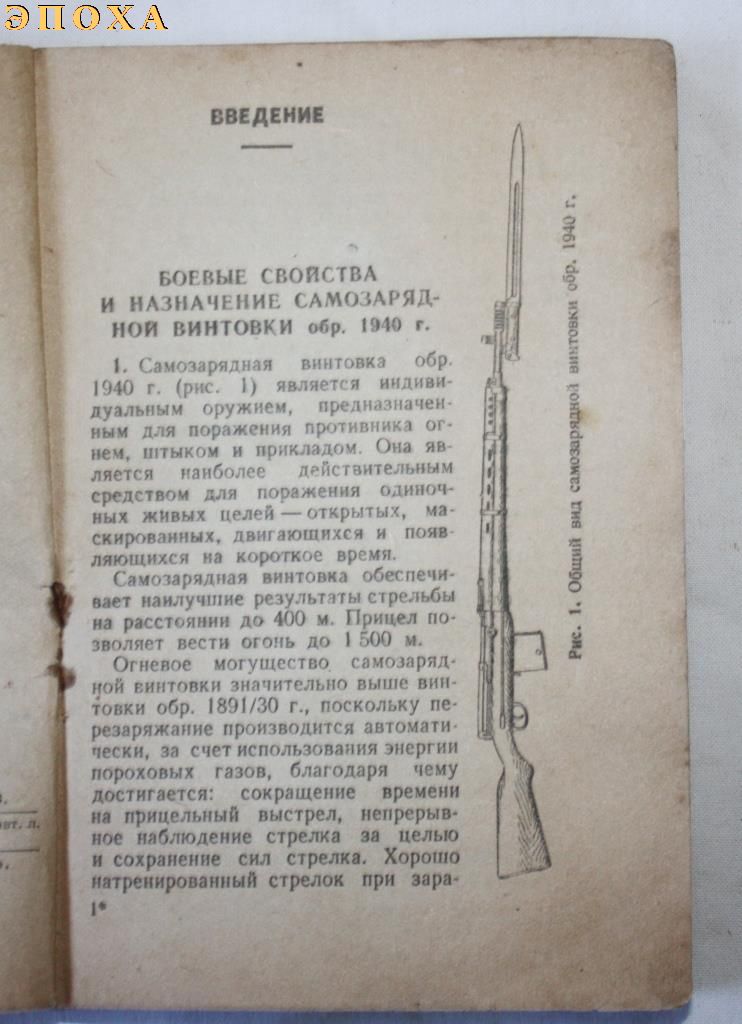 ЭПОХА
ВВЕДЕНИЕ
БОЕВЫЕ СВОЙСТВА
И НАЗНАЧЕНИЕ САМОЗАРЯД-
НОЙ ВИНТОВКИ обр. 1940 г.
1. Самозарядная винтовка обр.
1940 г. (рис. 1) является индиви-
дуальным оружием, предназначен-
ным для поражения противника ог-
нем, штыком и прикладом. Она яв-
ляется наиболее действительным
средством для поражения одиноч-
ных живых целей — открытых, ма-
скированных, двигающихся и появ-
ляющихся на короткое время.
Самозарядная винтовка обеспечи-
вает наилучшие результаты стрельбы
на расстоянии до 400 м. Прицел по-
зволяет вести огонь до 1 500 м.
Огневое могущество самозаряд-
ной винтовки значительно выше вин-
товки обр. 1891/30 г., поскольку пе-
резаряжание производится автомати-
чески, за счет использования энергии
пороховых газов, благодаря чему
достигается: сокращение времени
на прицельный выстрел, непрерыв-
ное наблюдение стрелка за целью
и сохранение сил стрелка. Хорошо
натренированный стрелок при заря-
1*
Рис. 1. Общий вид самозарядной винтовки обр. 1940 г.